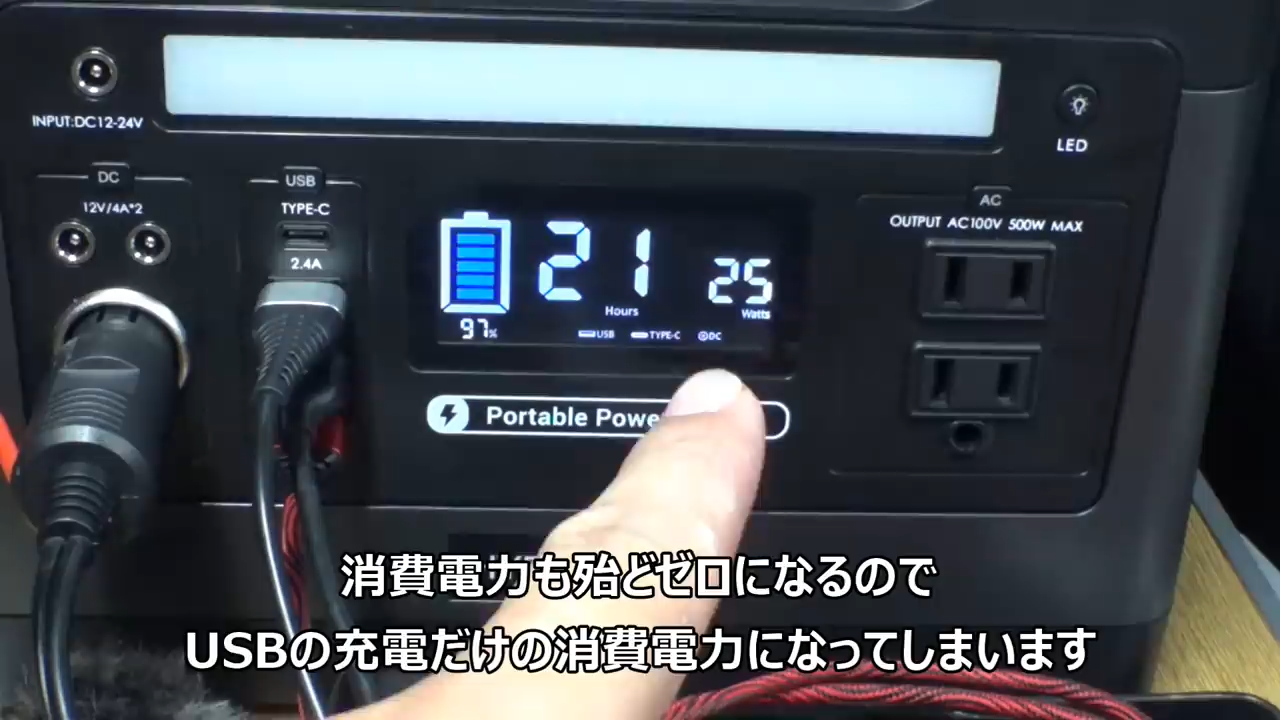 INPUT:DC12-24V
LED
DC
12V/4A*2
USB
TYPE-C
2.4A
21
Hours
25
Watts
97%
USB
TYPE-C
DC
AC
OUTPUT AC100V 500W MAX
Portable Powe
消費電力も殆どゼロになるので
USBの充電だけの消費電力になってしまいます